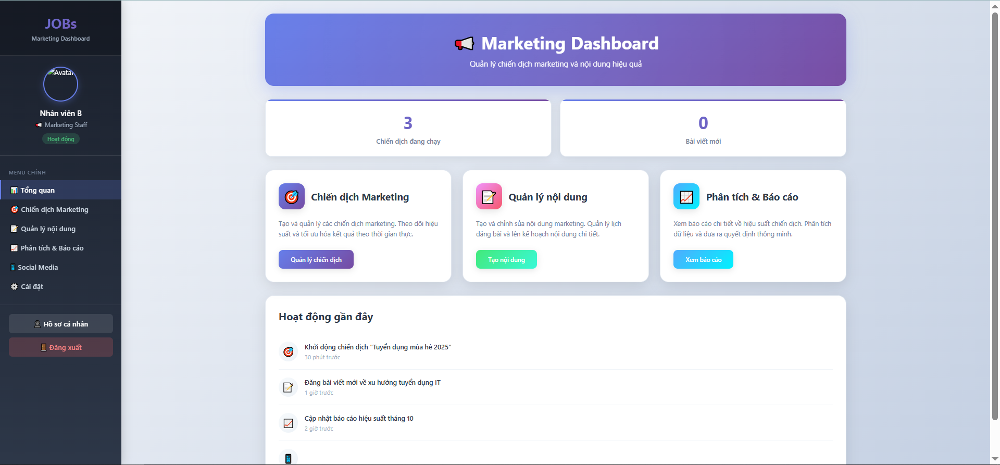 JOBs
Marketing Dashboard
Avatar
Nhân viên B
Marketing Staff
Hoạt động
MENU CHÍNH
Tổng quan
Chiến dịch Marketing
Quản lý nội dung
Phân tích & Báo cáo
Social Media
Cài đặt
Hồ sơ cá nhân
Đăng xuất
Marketing Dashboard
Quản lý chiến dịch marketing và nội dung hiệu quả
3
Chiến dịch đang chạy
0
Bài viết mới
Chiến dịch Marketing
Tạo và quản lý các chiến dịch marketing. Theo dõi hiệu
suất và tối ưu hóa kết quả theo thời gian thực.
Quản lý chiến dịch
Quản lý nội dung
Tạo và chỉnh sửa nội dung marketing. Quản lý lịch
đăng bài và lên kế hoạch nội dung chi tiết.
Tạo nội dung
Phân tích & Báo cáo
Xem báo cáo chi tiết về hiệu suất chiến dịch. Phân tích
dữ liệu và đưa ra quyết định thông minh.
Xem báo cáo
Hoạt động gần đây
Khởi động chiến dịch "Tuyển dụng mùa hè 2025"
30 phút trước
Đăng bài viết mới về xu hướng tuyển dụng IT
1 giờ trước
Cập nhật báo cáo hiệu suất tháng 10
2 giờ trước